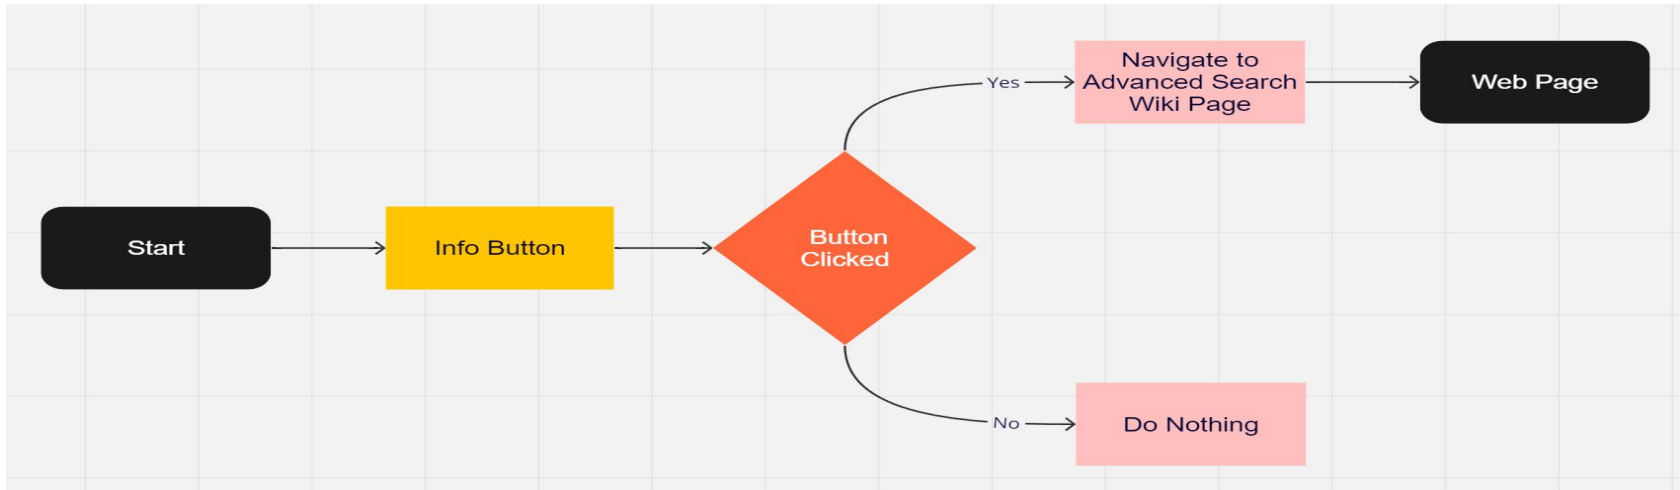 Start
Info Button
Button
Clicked
Yes
Navigate to
Advanced Search
Wiki Page
Web Page
No
Do Nothing